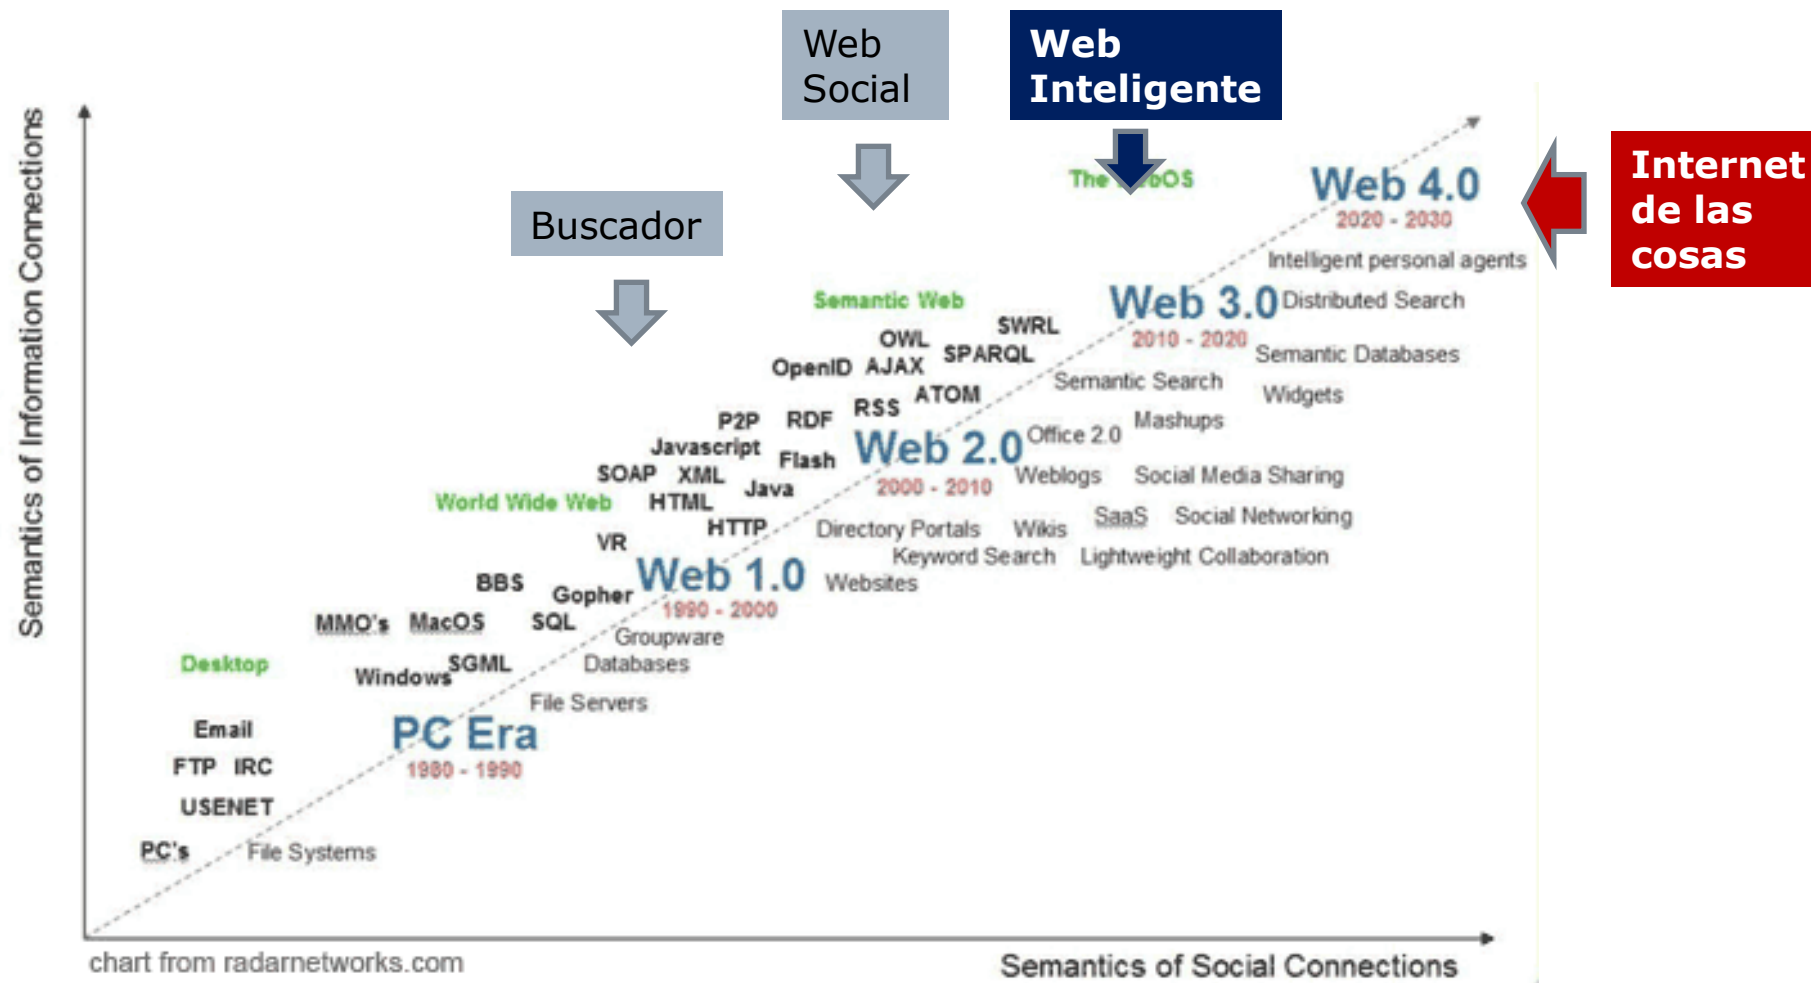 Web
Social
Web
Inteligente
Internet
de las
cosas
Buscador
Semantics of Information Connections
The
OS
Web 4.0
2020 - 2030
Intelligent personal agents
Semantic Web
Web 3.0
Distributed Search
2010 - 2020
SWRL
OWL
SPARQL
Semantic Databases
OpenID
AJAX
Semantic Search
Widgets
ATOM
RSS
P2P
RDF
Mashups
Office 2.0
Javascript
Flash
Web 2.0
SOAP
XML
Weblogs
Social Media Sharing
Java
2000 - 2010
World Wide Web
HTML
SaaS
Social Networking
HTTP
Directory Portals
Wikis
VR
Keyword Search
Lightweight Collaboration
Web 1.0
Websites
BBS
Gopher
1990 - 2000
MMO's
MacOS
SQL
Groupware
Desktop
SGML
Databases
Windows
File Servers
Email
PC Era
FTP
IRC
1980 - 1990
USENET
PC's
File Systems
chart from radarnetworks.com
Semantics of Social Connections